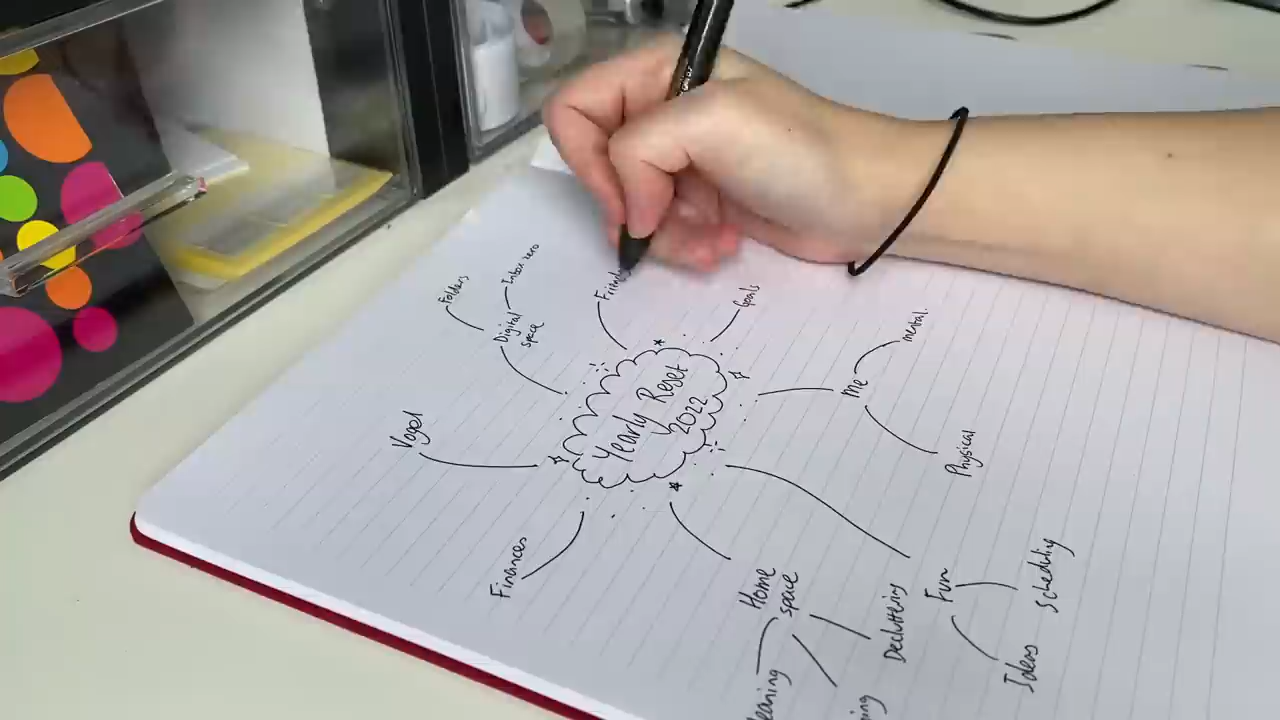 Yearly Reset
2022
Goals
Me
mental
Physical
Fun
Scheduling
Ideas
Home
space
Decluttering
Finances
Vogel
Digital
space
Folders
Inbox zero